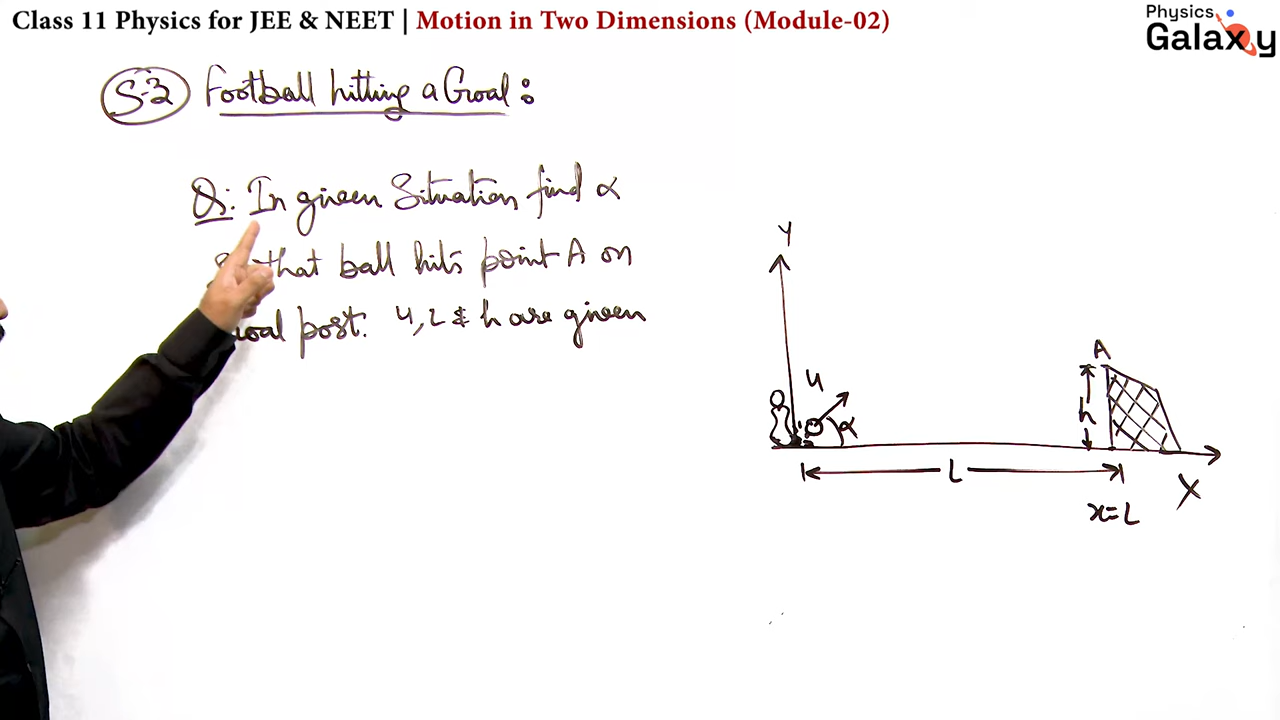 Class 11 Physics for JEE & NEET | Motion in Two Dimensions (Module-02)
Physics
Galaxy
S-3 Football hitting a Goal:
Q: In given Situation find α
that ball hits point A on
post. u, L & h are given
Y
A
u
h
α
L
X
x=L